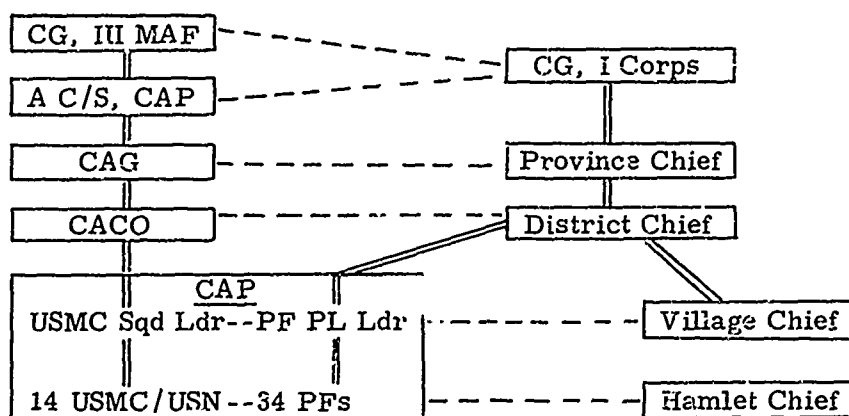 CG, III MAF
CG, I Corps
A C/S, CAP
CAG
Province Chief
CACO
District Chief
CAP
USMC Sqd Ldr--PF PL Ldr
Village Chief
14 USMC/USN--34 PFs
Hamlet Chief